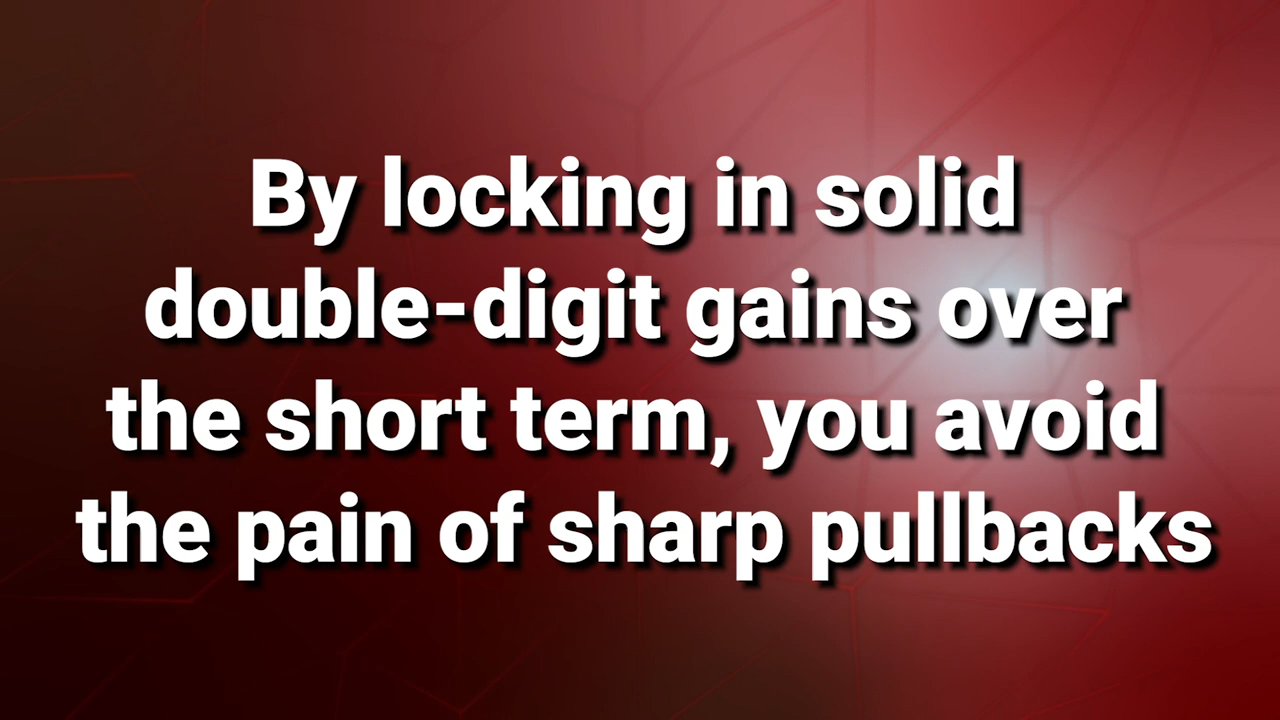 By locking in solid
double-digit gains over
the short term, you avoid
the pain of sharp pullbacks